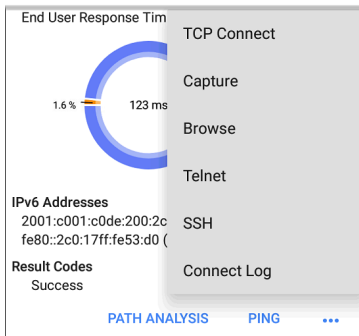 End User Response Tim
1.6 %
123 ms
IPv6 Addresses
2001:c001:c0de:200:2c
fe80::2c0:17ff:fe53:d0 (
Result Codes
Success
TCP Connect
Capture
Browse
Telnet
SSH
Connect Log
PATH ANALYSIS
PING
•••